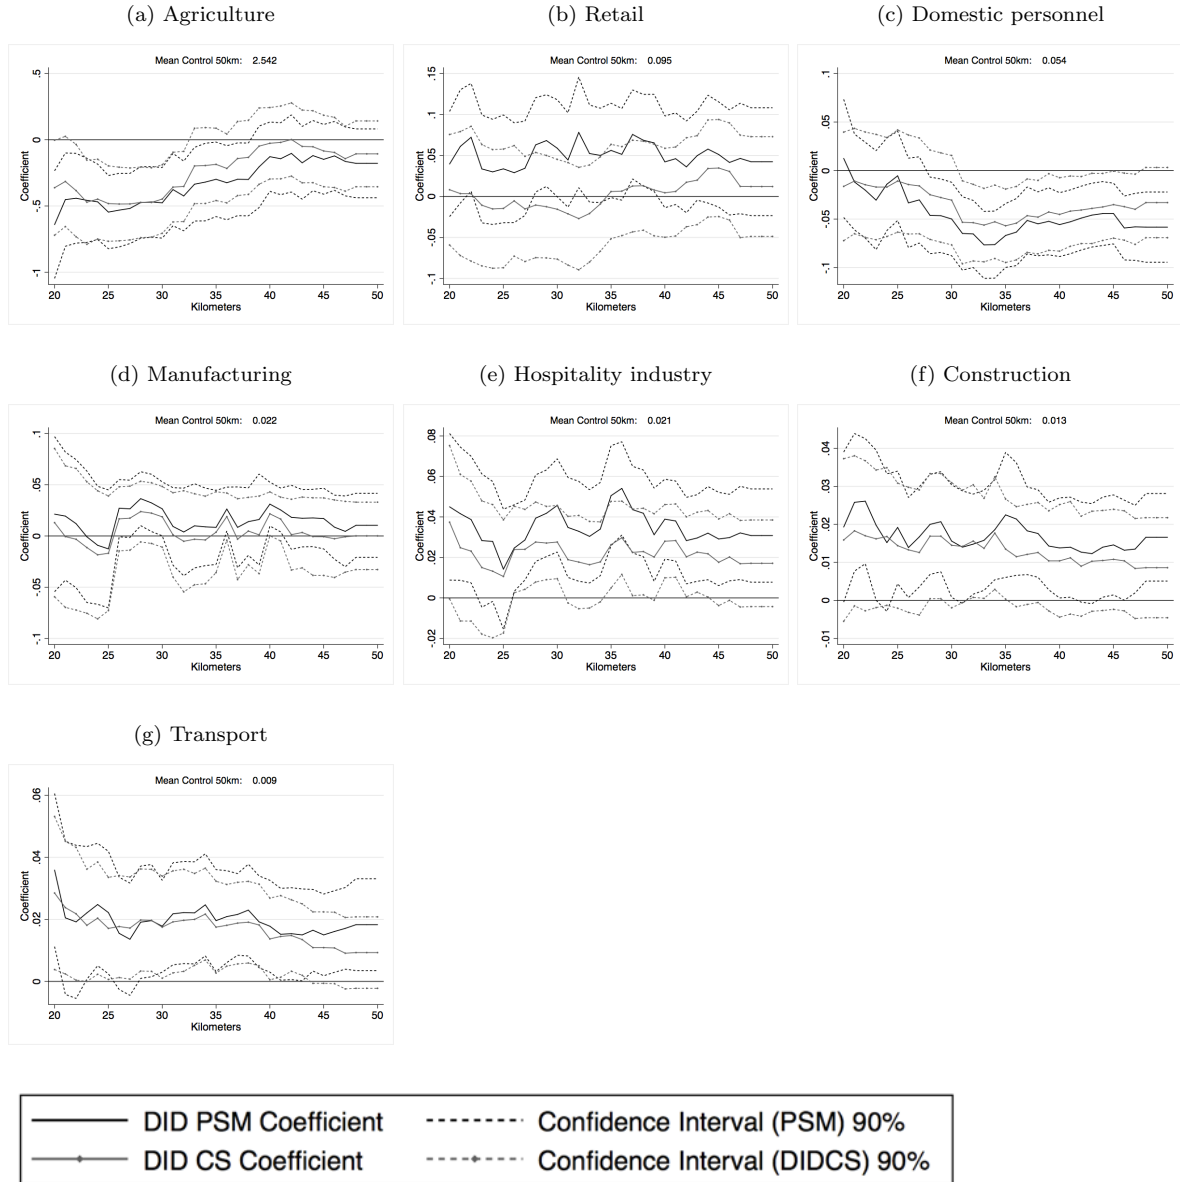 (a) Agriculture
Mean Control 50km: 2.542
Coefficient
.5
0
-.5
-1
20 25 30 35 40 45 50
Kilometers
(b) Retail
Mean Control 50km: 0.095
Coefficient
.15
.1
.05
0
-.05
-.1
20 25 30 35 40 45 50
Kilometers
(c) Domestic personnel
Mean Control 50km: 0.054
Coefficient
.1
.05
0
-.05
-.1
20 25 30 35 40 45 50
Kilometers
(d) Manufacturing
Mean Control 50km: 0.022
Coefficient
.1
.05
0
-.05
-.1
20 25 30 35 40 45 50
Kilometers
(e) Hospitality industry
Mean Control 50km: 0.021
Coefficient
.08
.06
.04
.02
0
-.02
20 25 30 35 40 45 50
Kilometers
(f) Construction
Mean Control 50km: 0.013
Coefficient
.04
.03
.02
.01
0
-.01
20 25 30 35 40 45 50
Kilometers
(g) Transport
Mean Control 50km: 0.009
Coefficient
.06
.04
.02
0
20 25 30 35 40 45 50
Kilometers
DID PSM Coefficient Confidence Interval (PSM) 90%
DID CS Coefficient Confidence Interval (DIDCS) 90%